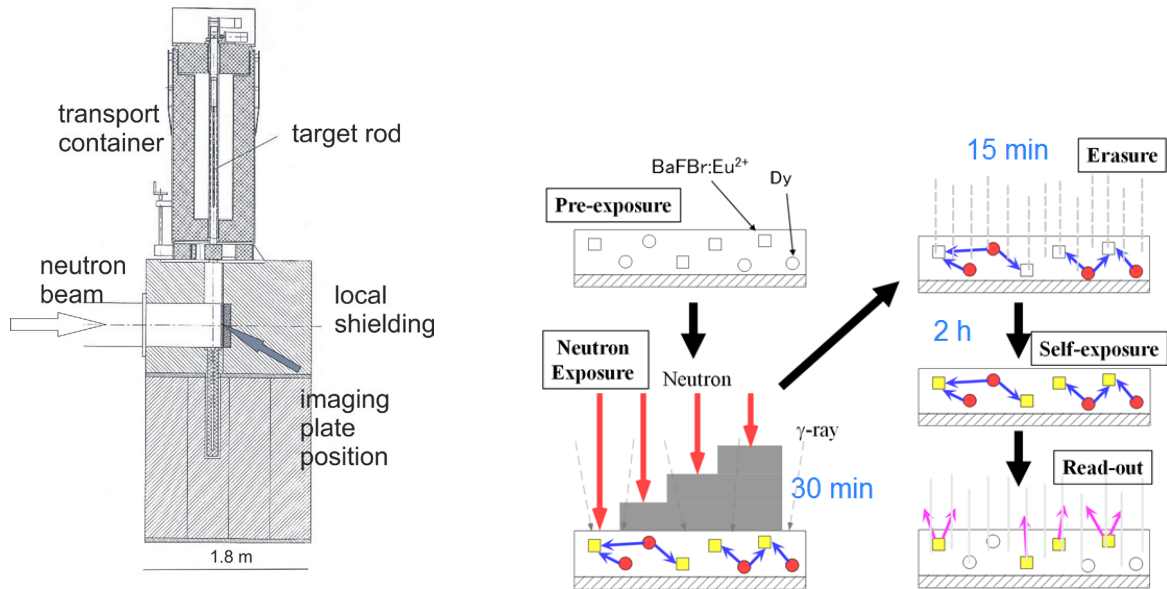 transport
container
target rod
neutron
beam
local
shielding
imaging
plate
position
1.8 m
BaFBr:Eu²⁺
Dy
Pre-exposure
Neutron
Exposure
Neutron
γ-ray
30 min
15 min
Erasure
2 h
Self-exposure
Read-out